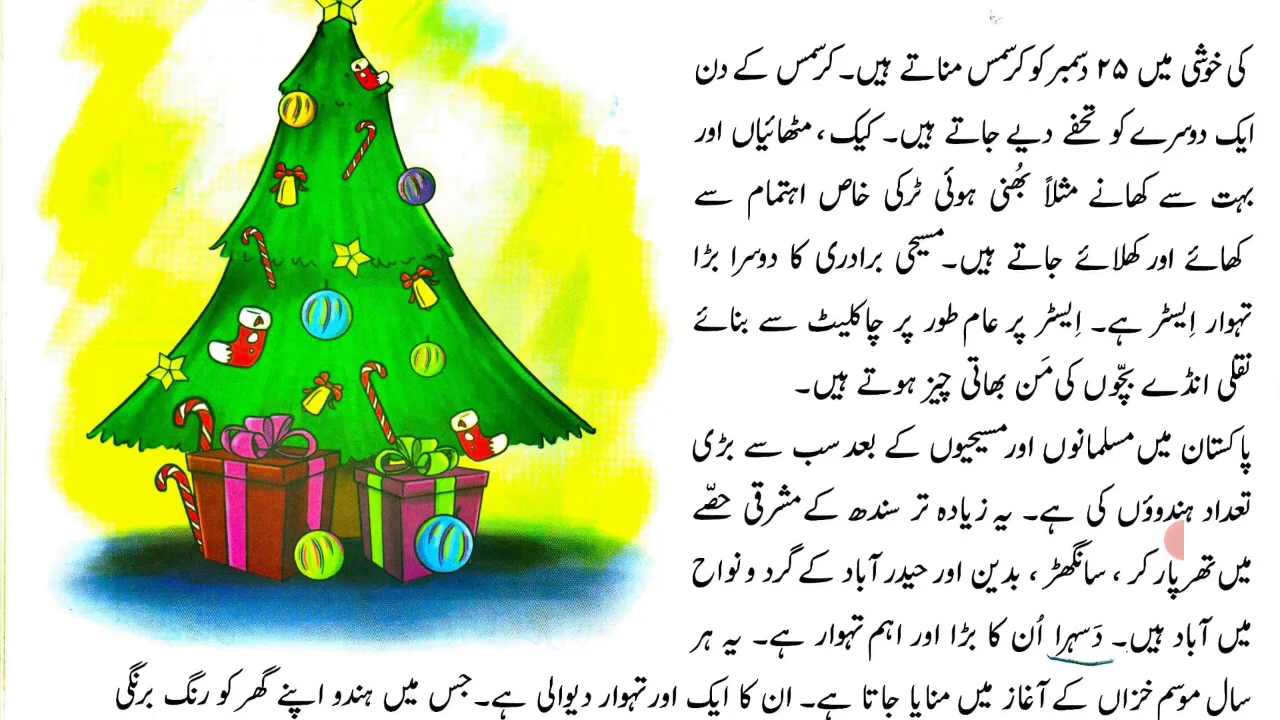 کی خوشی میں ۲۵ دسمبر کو کرسمس مناتے ہیں۔ کرسمس کے دن
ایک دوسرے کو تحفے دیے جاتے ہیں۔ کیک، مٹھائیاں اور
بہت سے کھانے مثلاً بھُنی ہوئی ٹرکی خاص اہتمام سے
کھائے اور کھلائے جاتے ہیں۔ مسیحی برادری کا دوسرا بڑا
تہوار اِیسٹر ہے۔ اِیسٹر پر عام طور پر چاکلیٹ سے بنائے
نقلی انڈے بچّوں کی مَن بھاتی چیز ہوتے ہیں۔
پاکستان میں مسلمانوں اور مسیحیوں کے بعد سب سے بڑی
تعداد ہندوؤں کی ہے۔ یہ زیادہ تر سندھ کے مشرقی حصّے
میں تھر پارکر، سانگھڑ، بدین اور حیدر آباد کے گرد و نواح
میں آباد ہیں۔ دَسہرا اُن کا بڑا اور اہم تہوار ہے۔ یہ ہر
سال موسم خزاں کے آغاز میں منایا جاتا ہے۔ ان کا ایک اور تہوار دیوالی ہے۔ جس میں ہندو اپنے گھر کو رنگ برنگی